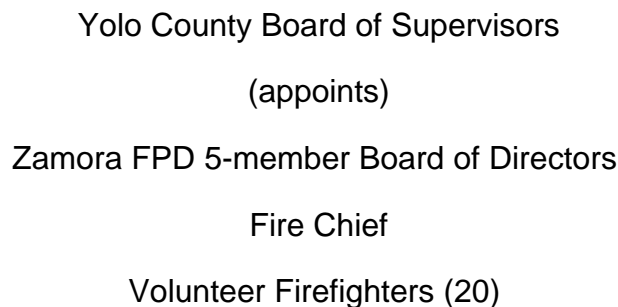 Yolo County Board of Supervisors
(appoints)
Zamora FPD 5-member Board of Directors
Fire Chief
Volunteer Firefighters (20)